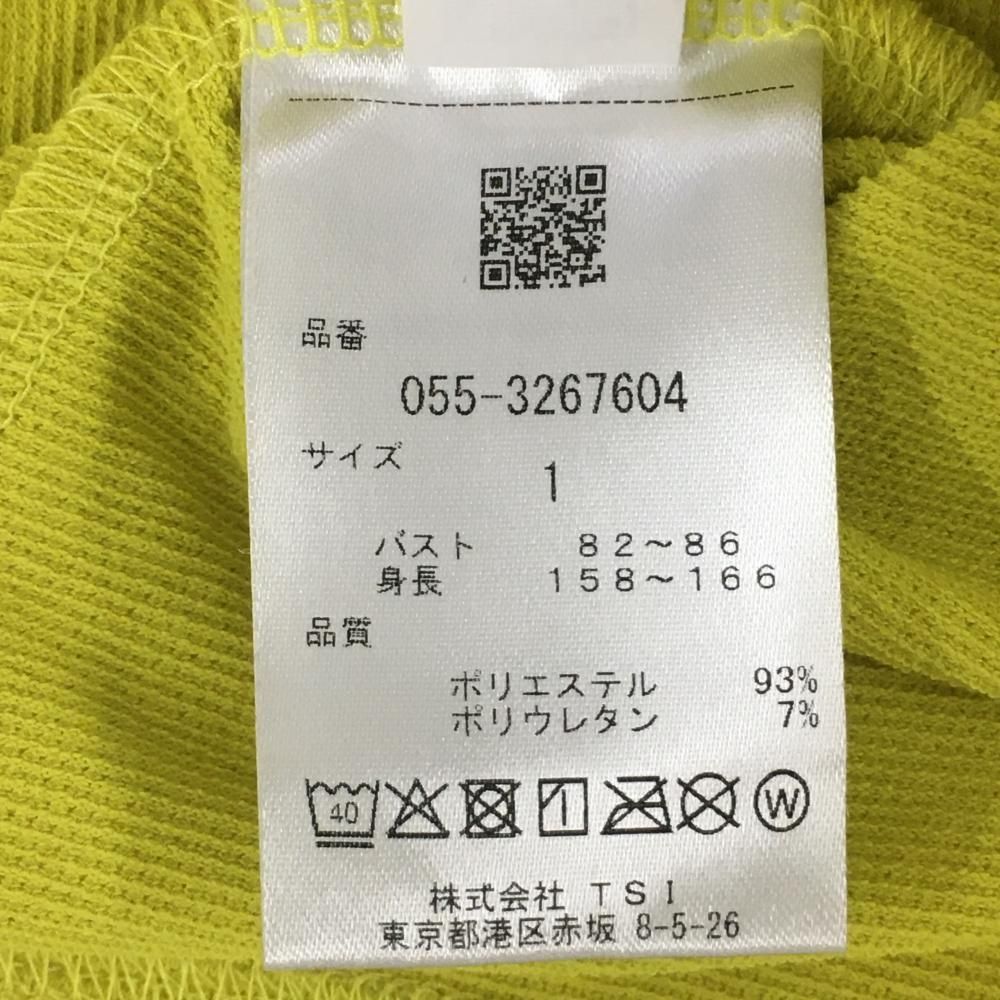 品番
055-3267604
サイズ
1
バスト 82～86
身長 158～166
品質
ポリエステル 93%
ポリウレタン 7%
40 W
株式会社 TSI
東京都港区赤坂 8-5-26